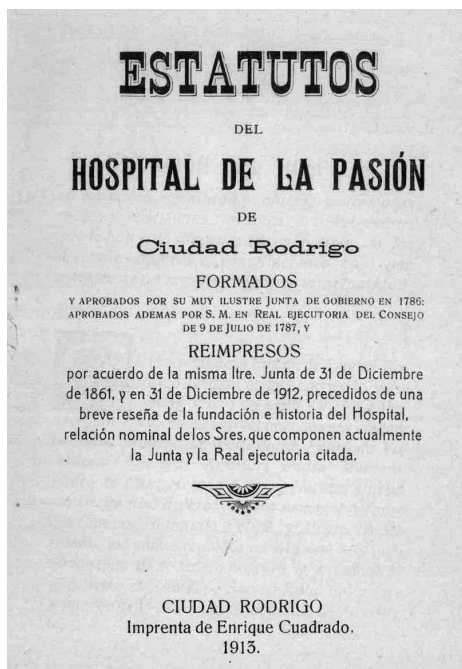 ESTATUTOS
DEL
HOSPITAL DE LA PASIÓN
DE
Ciudad Rodrigo
FORMADOS
Y APROBADOS POR SU MUY ILUSTRE JUNTA DE GOBIERNO EN 1786:
APROBADOS ADEMAS POR S. M. EN REAL EJECUTORIA DEL CONSEJO
DE 9 DE JULIO DE 1787, Y
REIMPRESOS
por acuerdo de la misma Itre. Junta de 31 de Diciembre
de 1861, y en 31 de Diciembre de 1912, precedidos de una
breve reseña de la fundación e historia del Hospital,
relación nominal de los Sres. que componen actualmente
la Junta y la Real ejecutoria citada.
CIUDAD RODRIGO
Imprenta de Enrique Cuadrado.
1913.